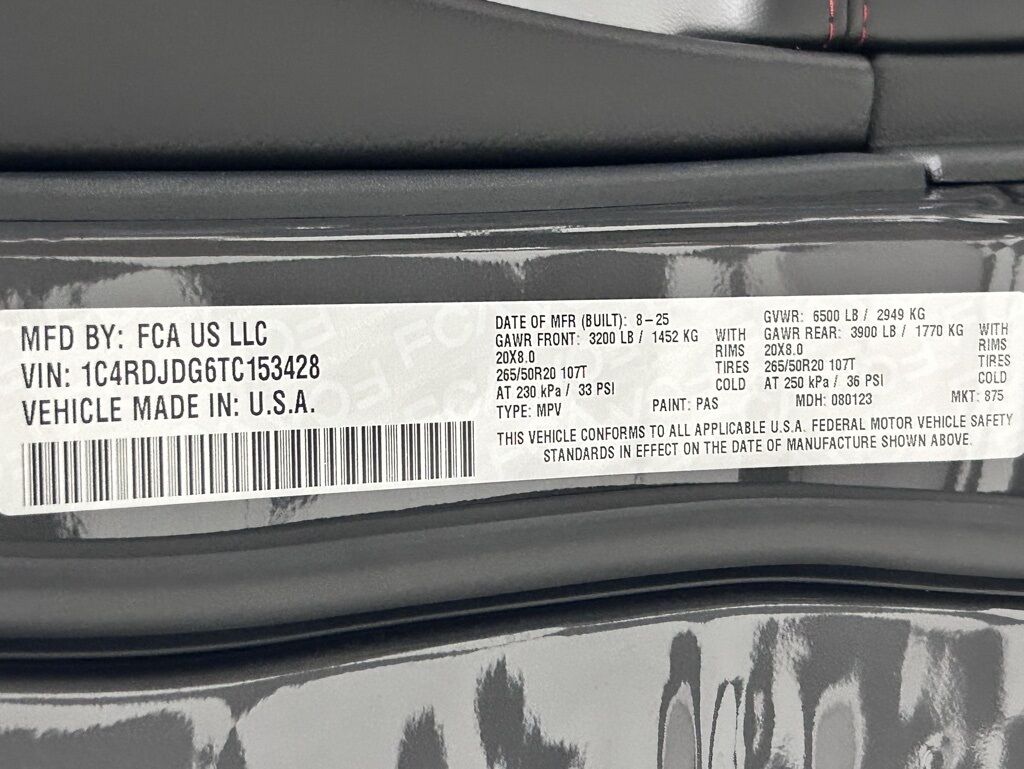 MFD BY: FCA US LLC
VIN: 1C4RDJDG6TC153428
VEHICLE MADE IN: U.S.A.
DATE OF MFR (BUILT): 8-25
GAWR FRONT: 3200 LB / 1452 KG WITH
20X8.0 RIMS
265/50R20 107T TIRES
AT 230 kPa / 33 PSI COLD
TYPE: MPV PAINT: PAS
GVWR: 6500 LB / 2949 KG
GAWR REAR: 3900 LB / 1770 KG WITH
20X8.0 RIMS
265/50R20 107T TIRES
AT 250 kPa / 36 PSI COLD
MDH: 080123 MKT: 875
THIS VEHICLE CONFORMS TO ALL APPLICABLE U.S.A. FEDERAL MOTOR VEHICLE SAFETY
STANDARDS IN EFFECT ON THE DATE OF MANUFACTURE SHOWN ABOVE.